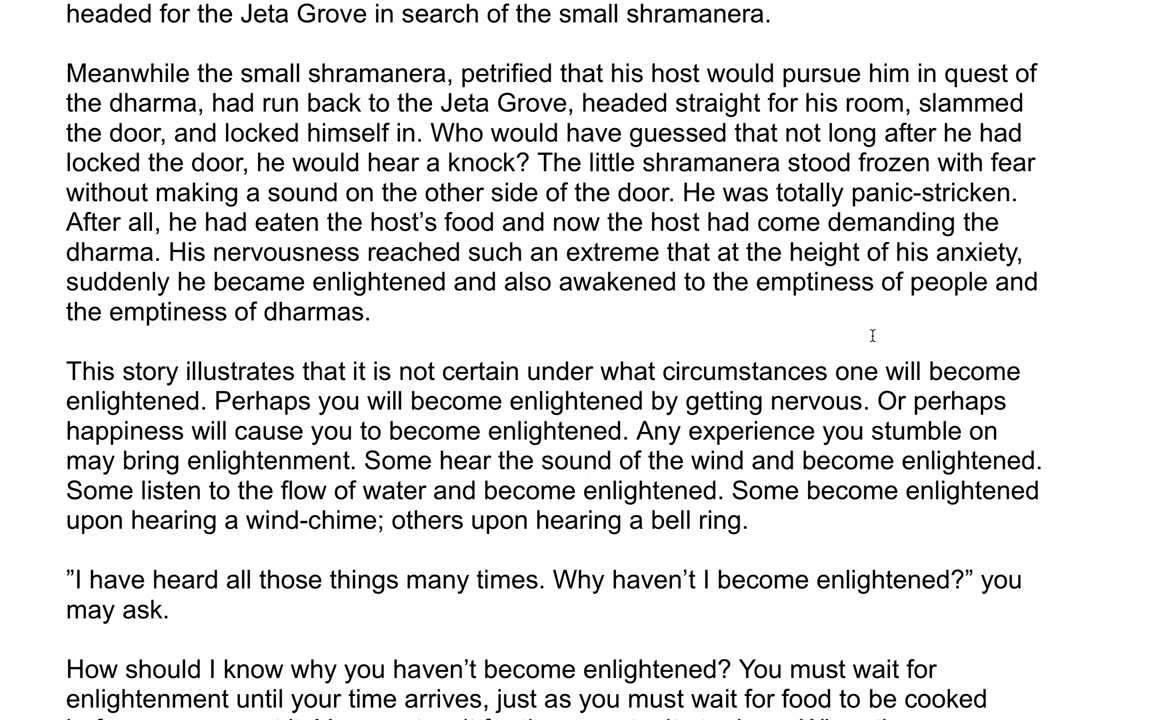 headed for the Jeta Grove in search of the small shramanera.
Meanwhile the small shramanera, petrified that his host would pursue him in quest of
the dharma, had run back to the Jeta Grove, headed straight for his room, slammed
the door, and locked himself in. Who would have guessed that not long after he had
locked the door, he would hear a knock? The little shramanera stood frozen with fear
without making a sound on the other side of the door. He was totally panic-stricken.
After all, he had eaten the host’s food and now the host had come demanding the
dharma. His nervousness reached such an extreme that at the height of his anxiety,
suddenly he became enlightened and also awakened to the emptiness of people and
the emptiness of dharmas.
This story illustrates that it is not certain under what circumstances one will become
enlightened. Perhaps you will become enlightened by getting nervous. Or perhaps
happiness will cause you to become enlightened. Any experience you stumble on
may bring enlightenment. Some hear the sound of the wind and become enlightened.
Some listen to the flow of water and become enlightened. Some become enlightened
upon hearing a wind-chime; others upon hearing a bell ring.
”I have heard all those things many times. Why haven’t I become enlightened?” you
may ask.
How should I know why you haven’t become enlightened? You must wait for
enlightenment until your time arrives, just as you must wait for food to be cooked